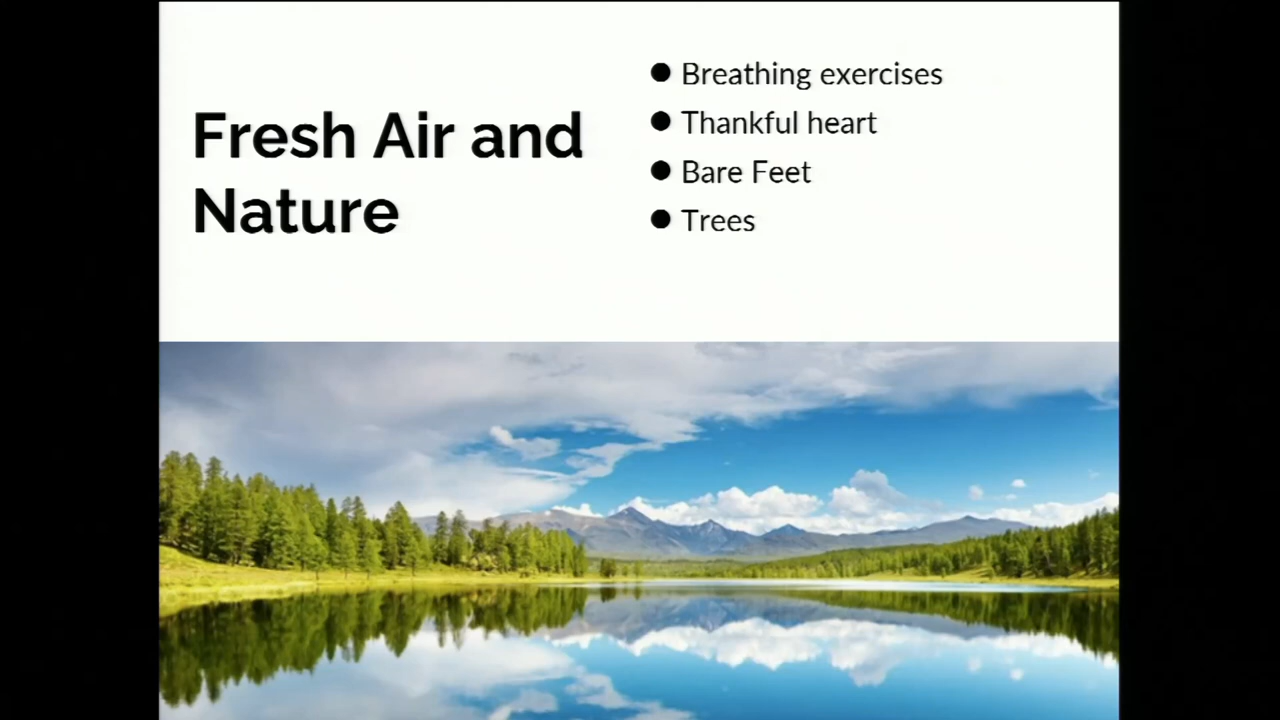 Fresh Air and
Nature
● Breathing exercises
● Thankful heart
● Bare Feet
● Trees